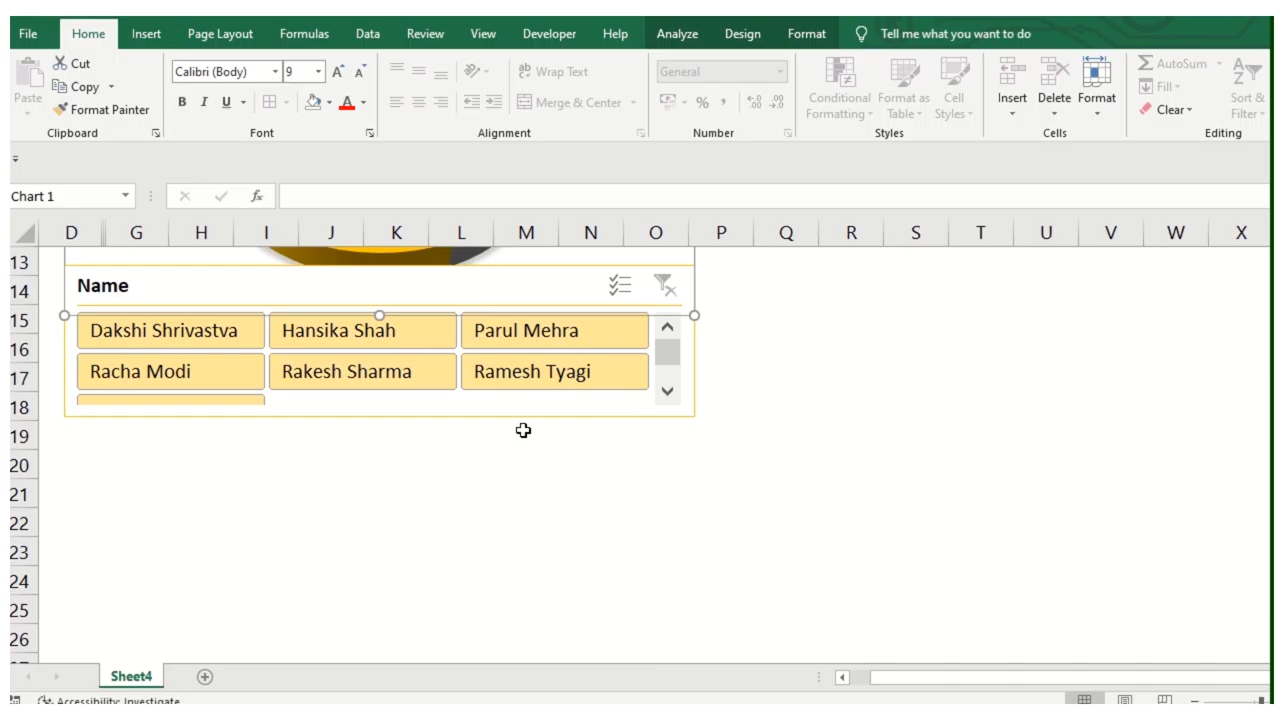 File Home Insert Page Layout Formulas Data Review View Developer Help Analyze Design Format Tell me what you want to do
Paste
Cut
Copy
Format Painter
Clipboard
Calibri (Body) 9 A A
B I U A
Font
Wrap Text
Merge & Center
Alignment
General
% , .0 .00 .00 .0
Number
Conditional Formatting
Format as Table
Cell Styles
Styles
Insert Delete Format
Cells
AutoSum
Fill
Clear
Sort & Filter
Editing
Chart 1 fx
D G H I J K L M N O P Q R S T U V W X
13
14 Name
15 Dakshi Shrivastva Hansika Shah Parul Mehra
16
17 Racha Modi Rakesh Sharma Ramesh Tyagi
18
19
20
21
22
23
24
25
26
Sheet4
Accessibility: Investigate